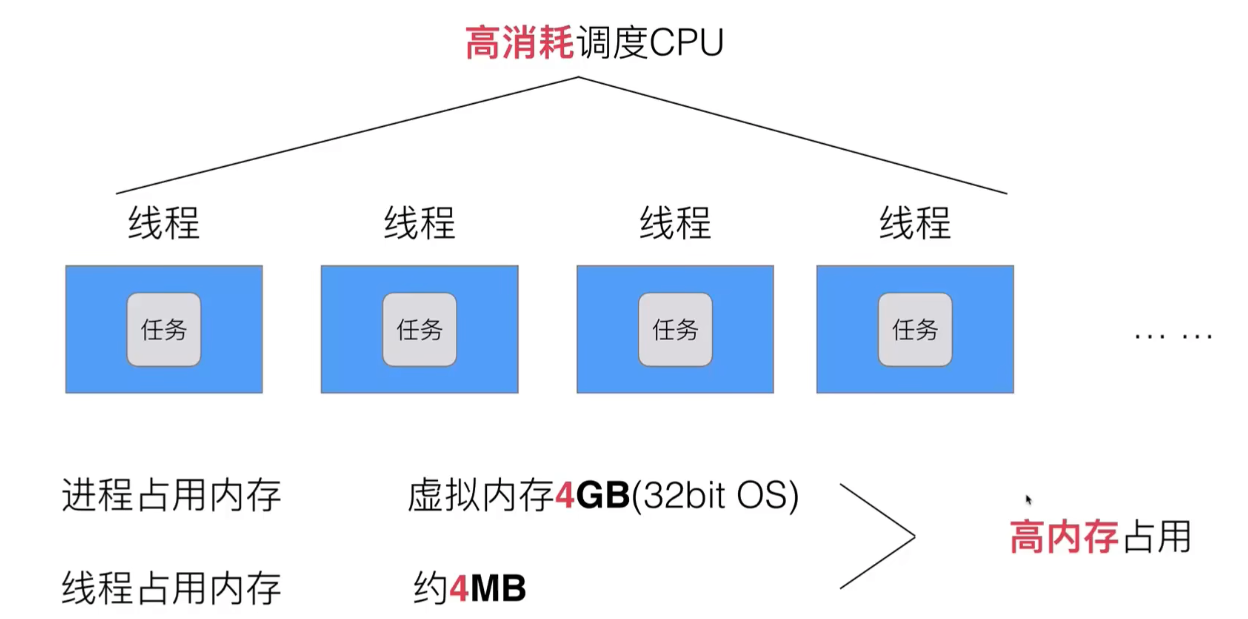 高消耗调度CPU
线程 线程 线程 线程
任务 任务 任务 任务 ... ...
进程占用内存 虚拟内存4GB(32bit OS)
高内存占用
线程占用内存 约4MB